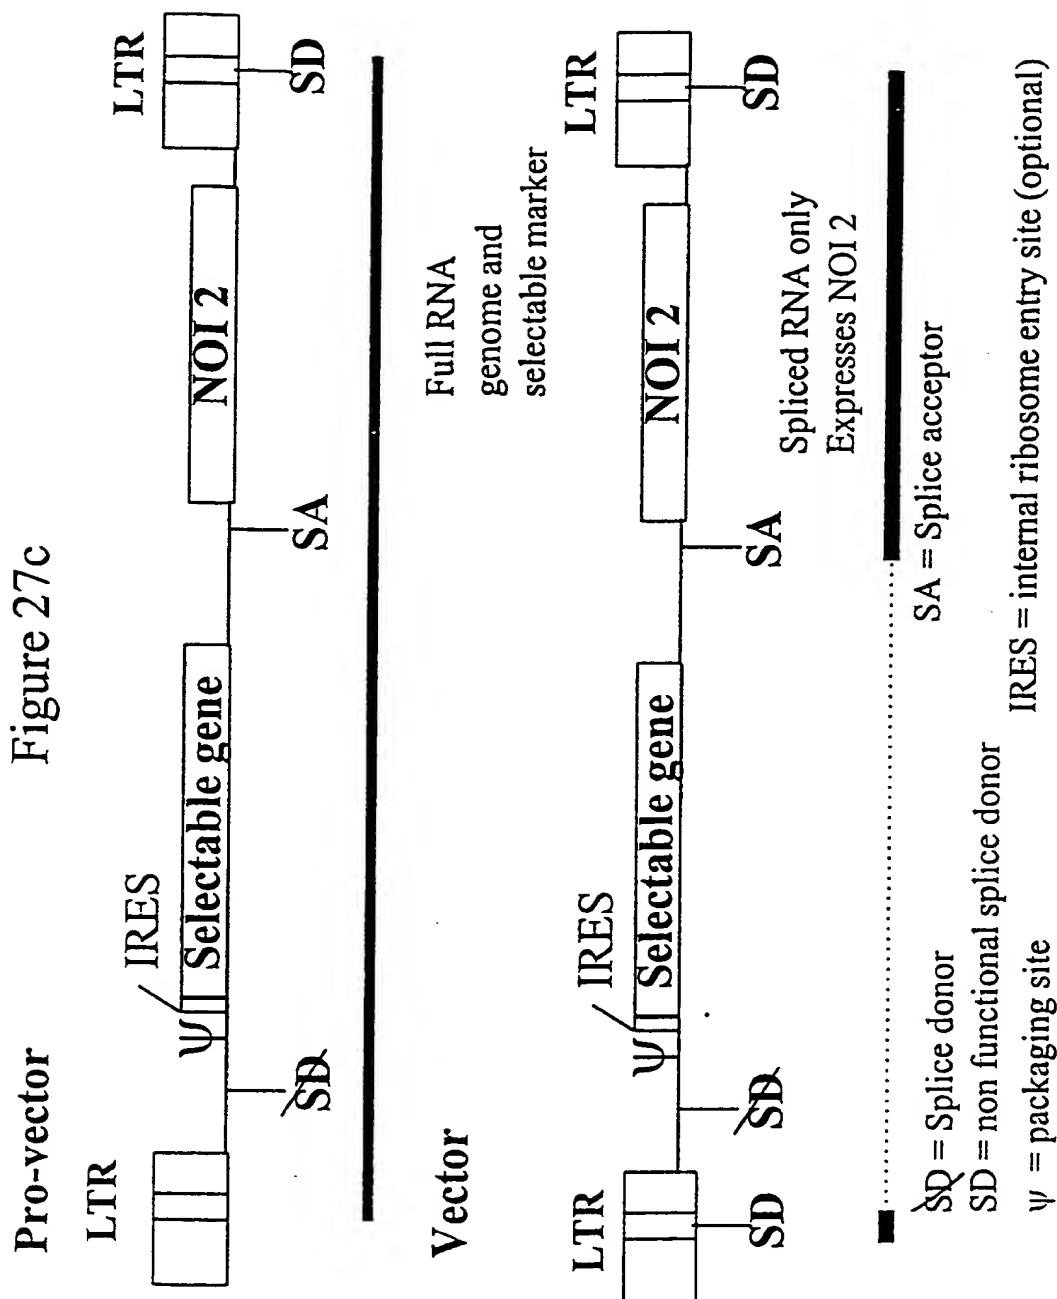 Figure 27c
Pro-vector
LTR
SD
Ψ
IRES
Selectable gene
SA
NOI 2
LTR
SD
Full RNA
genome and
selectable marker
Vector
LTR
SD
SD
Ψ
IRES
Selectable gene
SA
NOI 2
LTR
SD
Spliced RNA only
Expresses NOI 2
SD = Splice donor
SD = non functional splice donor
ψ = packaging site
SA = Splice acceptor
IRES = internal ribosome entry site (optional)